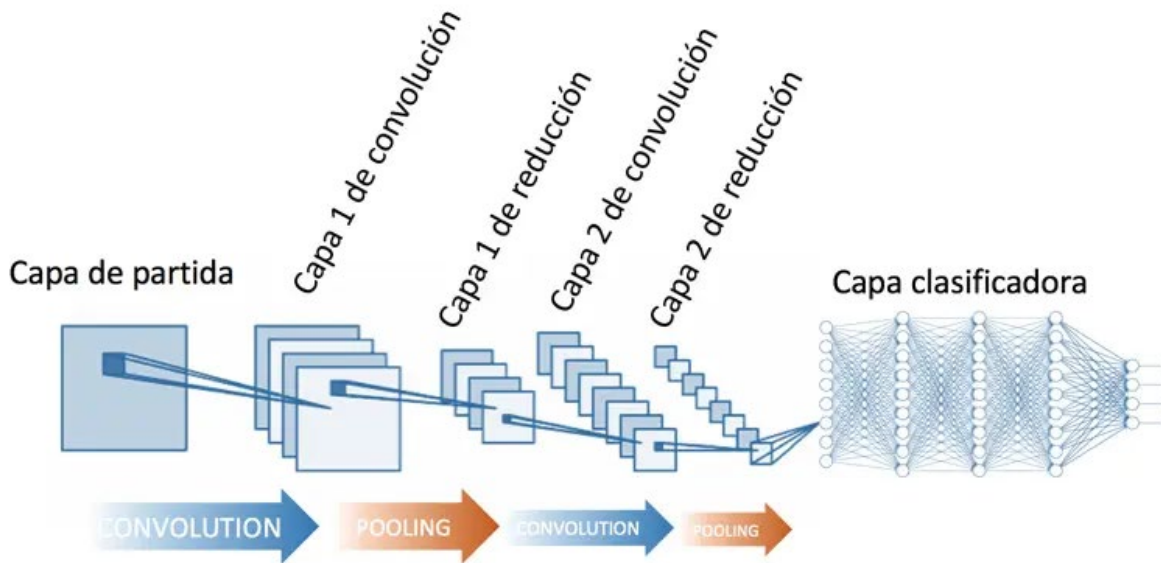 Capa de partida
Capa 1 de convolución
Capa 1 de reducción
Capa 2 de convolución
Capa 2 de reducción
Capa clasificadora
CONVOLUTION
POOLING
CONVOLUTION
POOLING